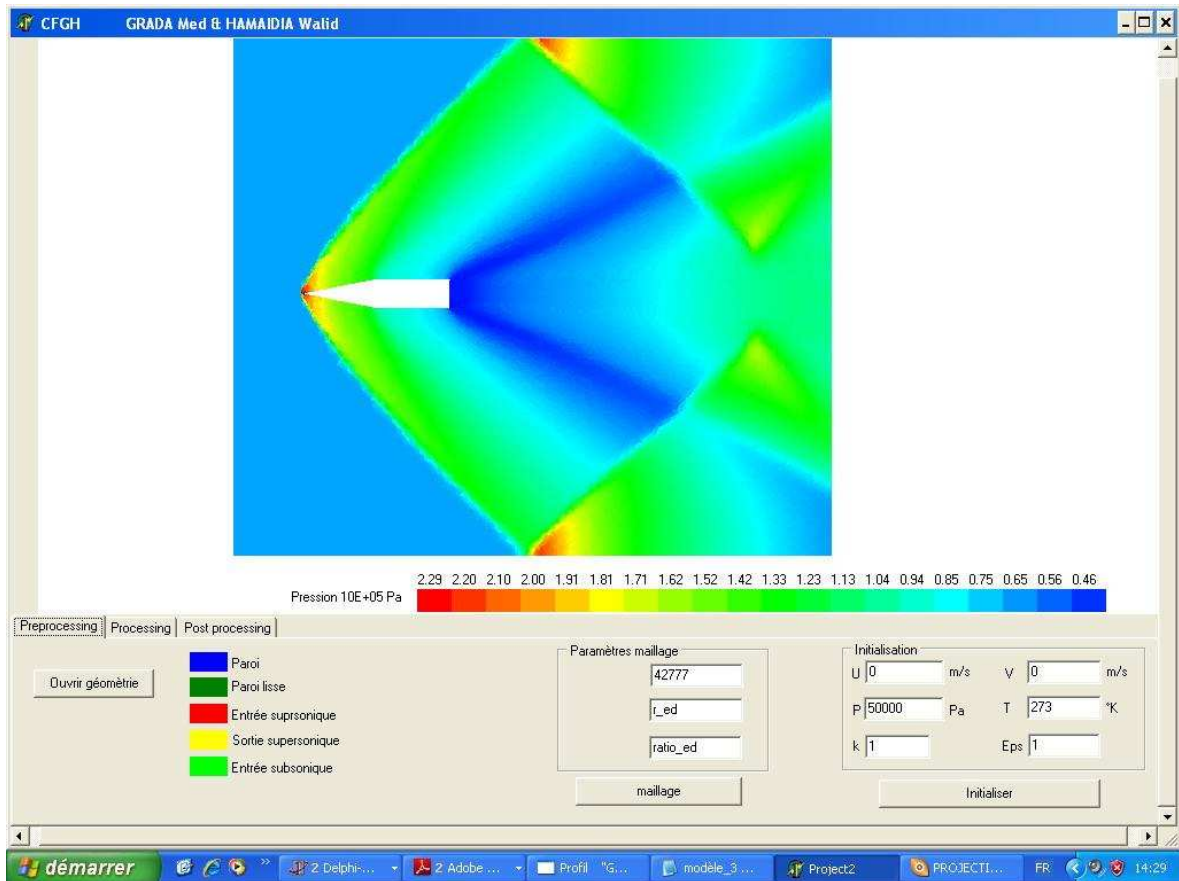 CFGH GRADA Med & HAMAIDIA Walid
2.29 2.20 2.10 2.00 1.91 1.81 1.71 1.62 1.52 1.42 1.33 1.23 1.13 1.04 0.94 0.85 0.75 0.65 0.56 0.46
Pression 10E+05 Pa
Preprocessing Processing Post processing
Ouvrir géomètrie
Paroi
Paroi lisse
Entrée suprsonique
Sortie supersonique
Entrée subsonique
Paramètres maillage
42777
r_ed
ratio_ed
maillage
Initialisation
U 0 m/s V 0 m/s
P 50000 Pa T 273 °K
k 1 Eps 1
Initialiser
démarrer » 2 Delphi-... 2 Adobe ... Profil "G... modèle_3 ... Project2 PROJECTI... FR 14:29